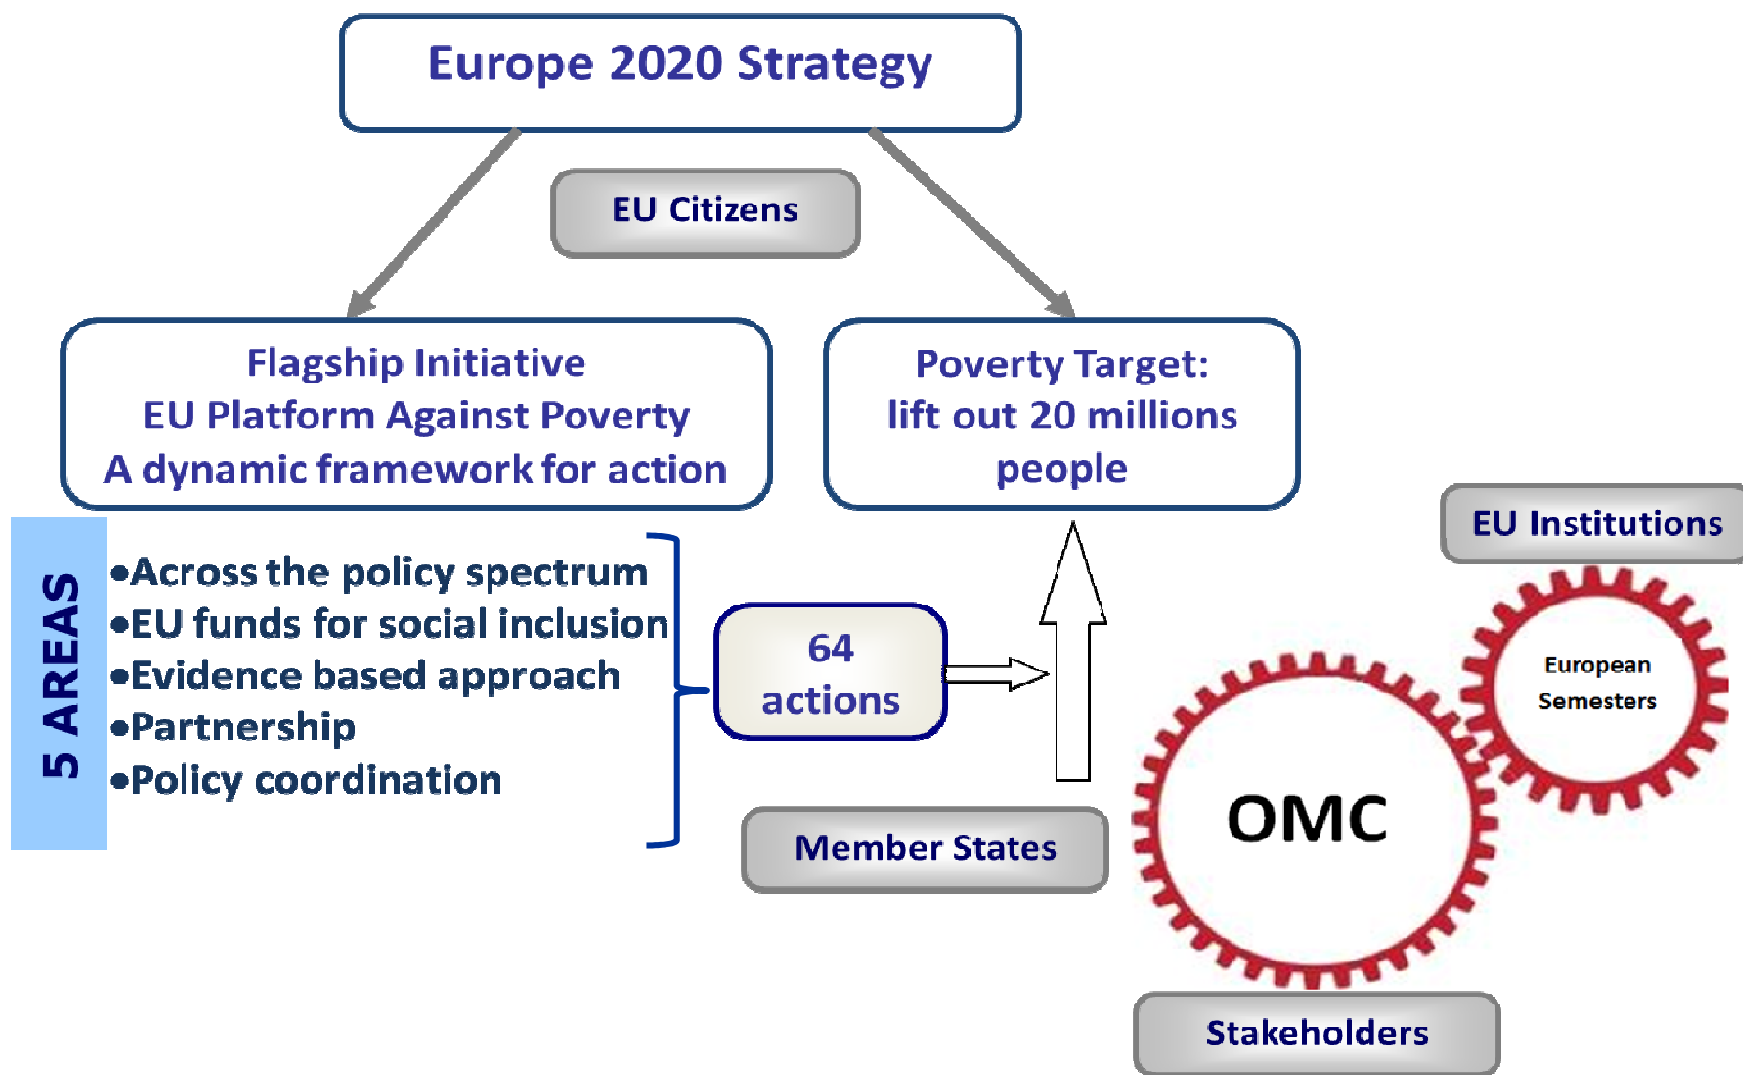 Europe 2020 Strategy
EU Citizens
Flagship Initiative
EU Platform Against Poverty
A dynamic framework for action
Poverty Target:
lift out 20 millions
people
5 AREAS
•Across the policy spectrum
•EU funds for social inclusion
•Evidence based approach
•Partnership
•Policy coordination
64
actions
Member States
EU Institutions
European
Semesters
OMC
Stakeholders